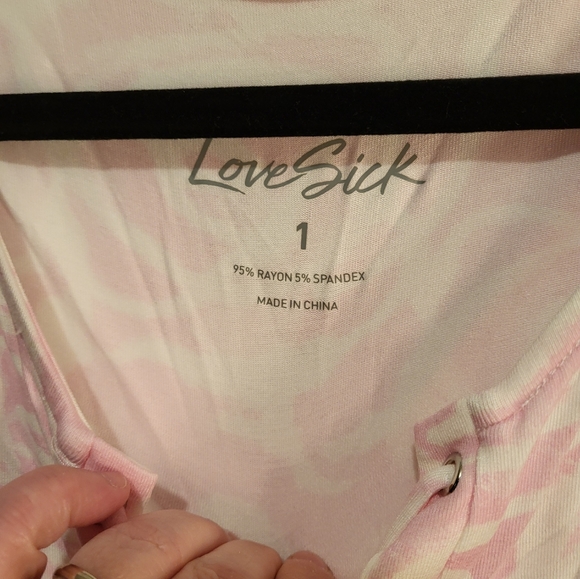 LoveSick
1
95% RAYON 5% SPANDEX
MADE IN CHINA